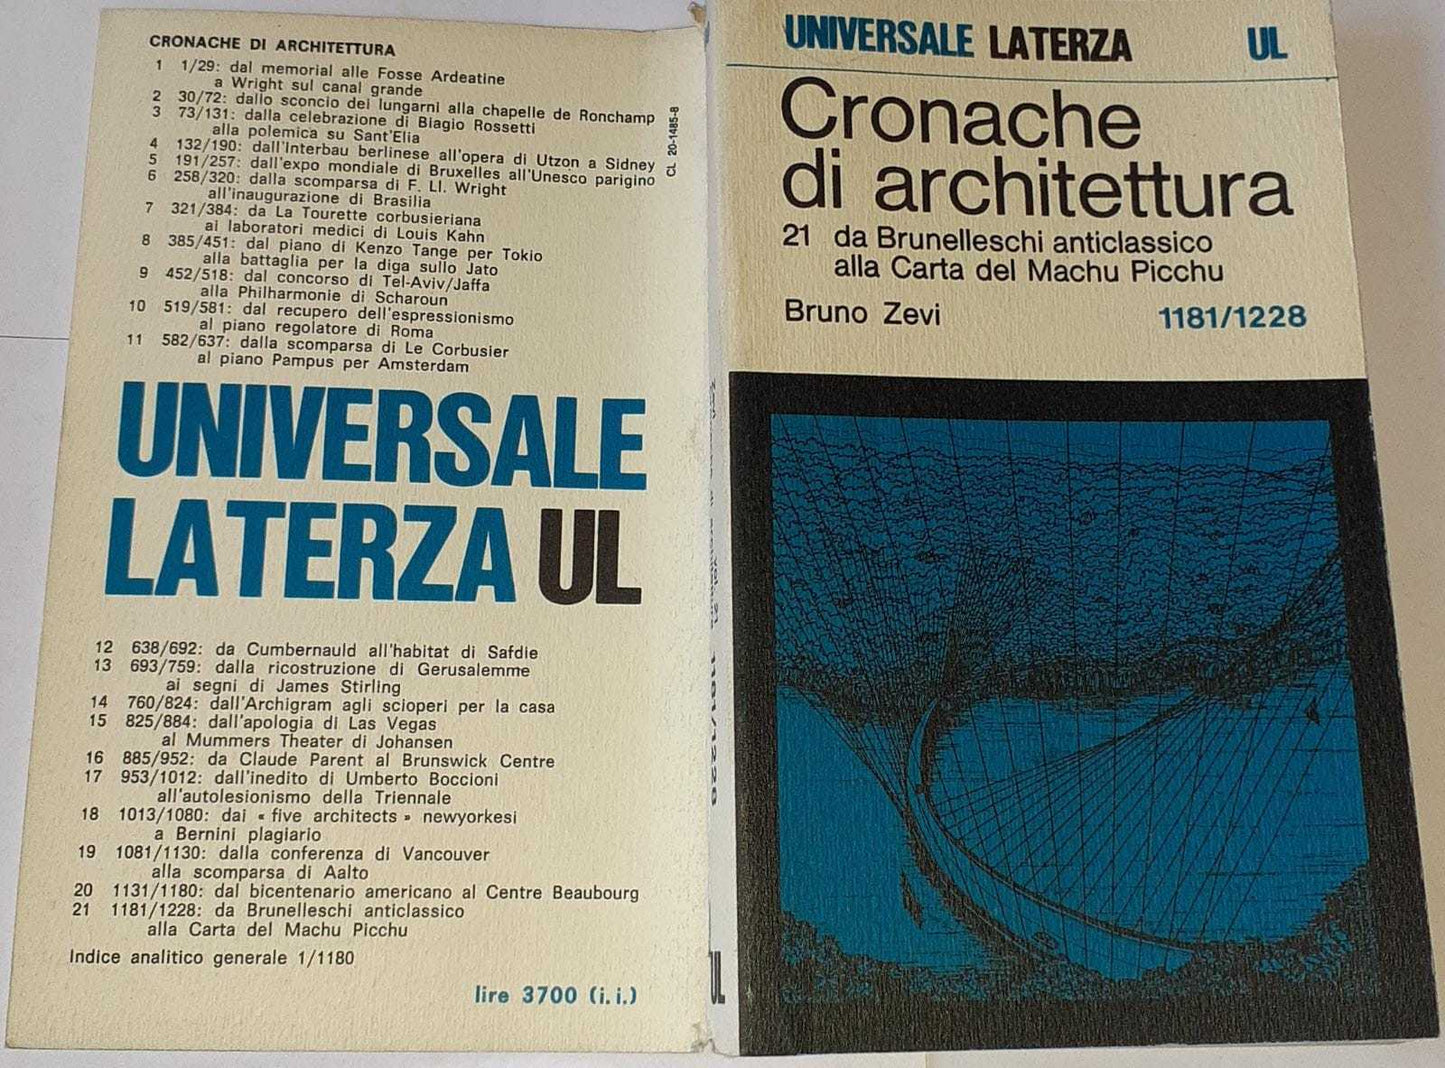 CRONACHE DI ARCHITETTURA
1 1/29: dal memorial alle Fosse Ardeatine
a Wright sul canal grande
2 30/72: dallo sconcio dei lungarni alla chapelle de Ronchamp
3 73/131: dalla celebrazione di Biagio Rossetti
alla polemica su Sant'Elia
4 132/190: dall'Interbau berlinese all'opera di Utzon a Sidney
5 191/257: dall'expo mondiale di Bruxelles all'Unesco parigino
6 258/320: dalla scomparsa di F. Ll. Wright
all'inaugurazione di Brasilia
7 321/384: da La Tourette corbusieriana
ai laboratori medici di Louis Kahn
8 385/451: dal piano di Kenzo Tange per Tokio
alla battaglia per la diga sullo Jato
9 452/518: dal concorso di Tel-Aviv/Jaffa
alla Philharmonie di Scharoun
10 519/581: dal recupero dell'espressionismo
al piano regolatore di Roma
11 582/637: dalla scomparsa di Le Corbusier
al piano Pampus per Amsterdam
CL 20-1485-8
UNIVERSALE
LATERZA UL
12 638/692: da Cumbernauld all'habitat di Safdie
13 693/759: dalla ricostruzione di Gerusalemme
ai segni di James Stirling
14 760/824: dall'Archigram agli scioperi per la casa
15 825/884: dall'apologia di Las Vegas
al Mummers Theater di Johansen
16 885/952: da Claude Parent al Brunswick Centre
17 953/1012: dall'inedito di Umberto Boccioni
all'autolesionismo della Triennale
18 1013/1080: dai « five architects » newyorkesi
a Bernini plagiario
19 1081/1130: dalla conferenza di Vancouver
alla scomparsa di Aalto
20 1131/1180: dal bicentenario americano al Centre Beaubourg
21 1181/1228: da Brunelleschi anticlassico
alla Carta del Machu Picchu
Indice analitico generale 1/1180
lire 3700 (i.i.)
UL
UNIVERSALE LATERZA UL
Cronache
di architettura
21 da Brunelleschi anticlassico
alla Carta del Machu Picchu
Bruno Zevi 1181/1228